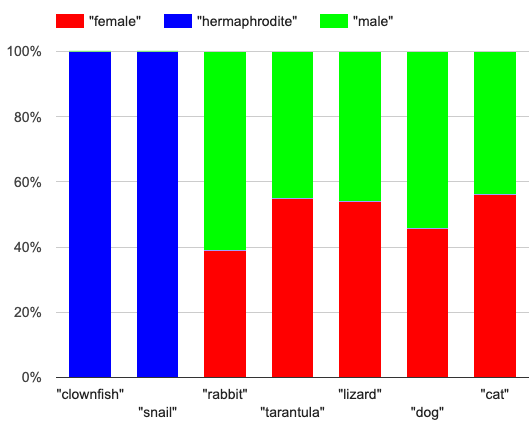 "female" "hermaphrodite" "male"
100%
80%
60%
40%
20%
0%
"clownfish" "rabbit" "lizard" "cat"
"snail" "tarantula" "dog"